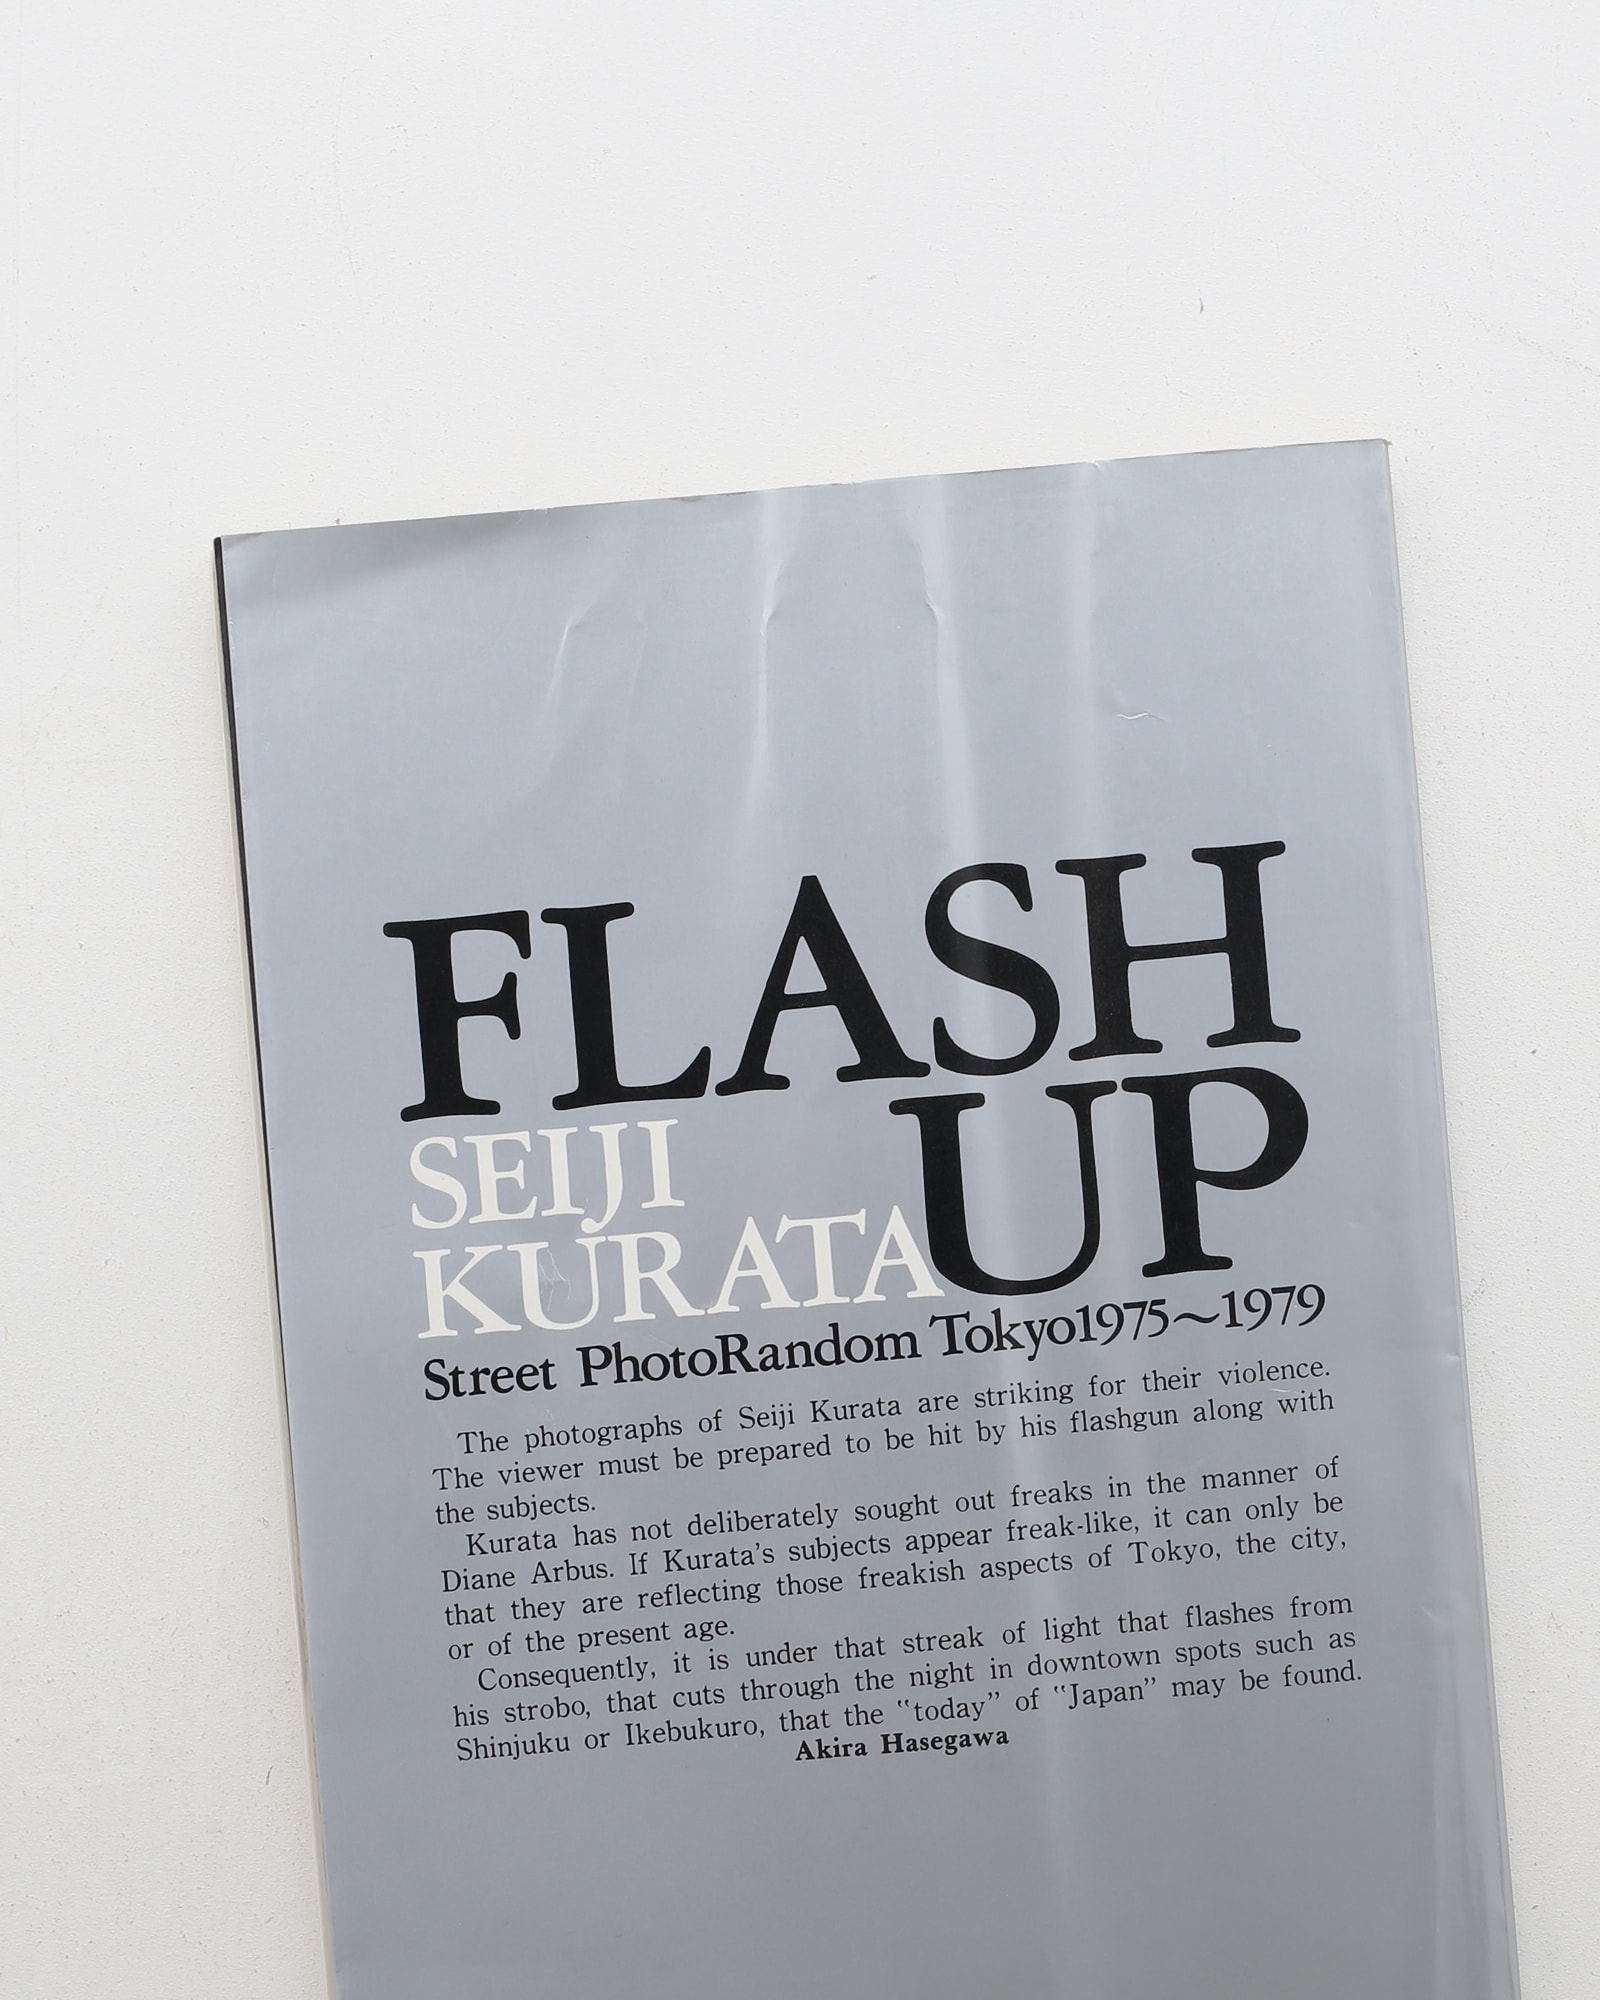 FLASH
UP
SEIJI
KURATA
Street PhotoRandom Tokyo1975~1979
The photographs of Seiji Kurata are striking for their violence.
The viewer must be prepared to be hit by his flashgun along with
the subjects.
Kurata has not deliberately sought out freaks in the manner of
Diane Arbus. If Kurata's subjects appear freak-like, it can only be
that they are reflecting those freakish aspects of Tokyo, the city,
or of the present age.
Consequently, it is under that streak of light that flashes from
his strobo, that cuts through the night in downtown spots such as
Shinjuku or Ikebukuro, that the "today" of "Japan" may be found.
Akira Hasegawa